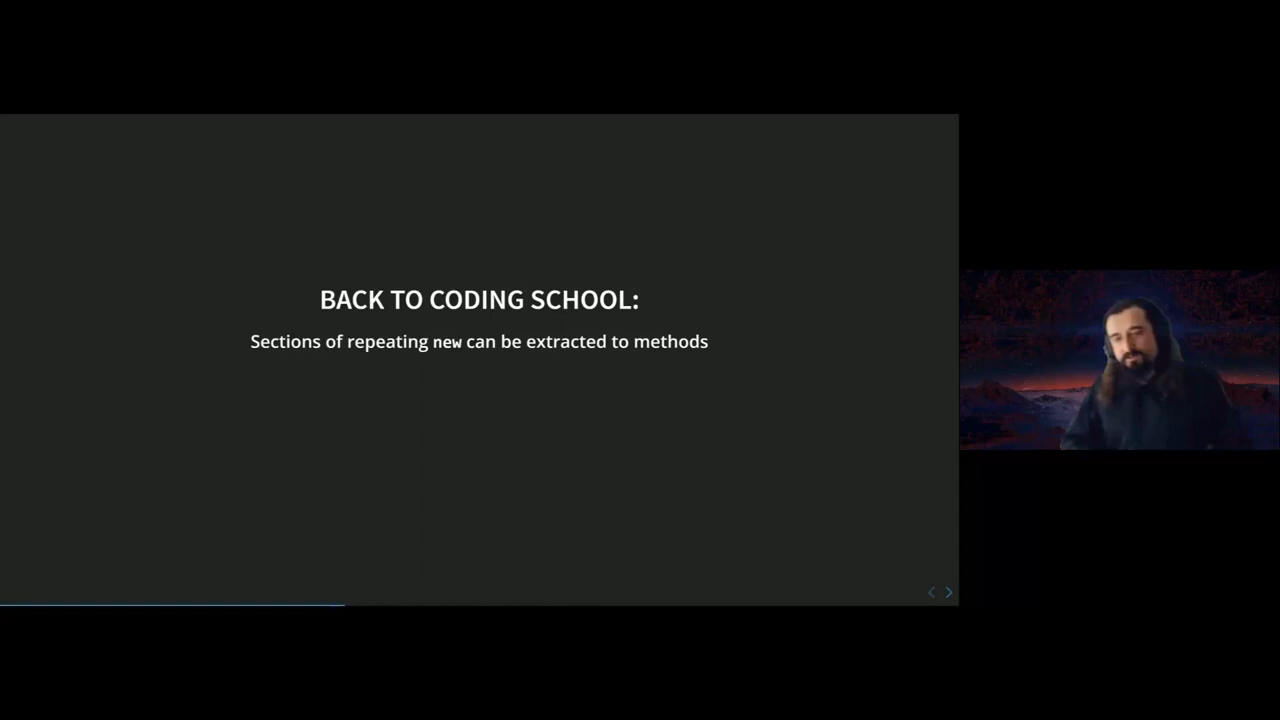 BACK TO CODING SCHOOL:
Sections of repeating new can be extracted to methods